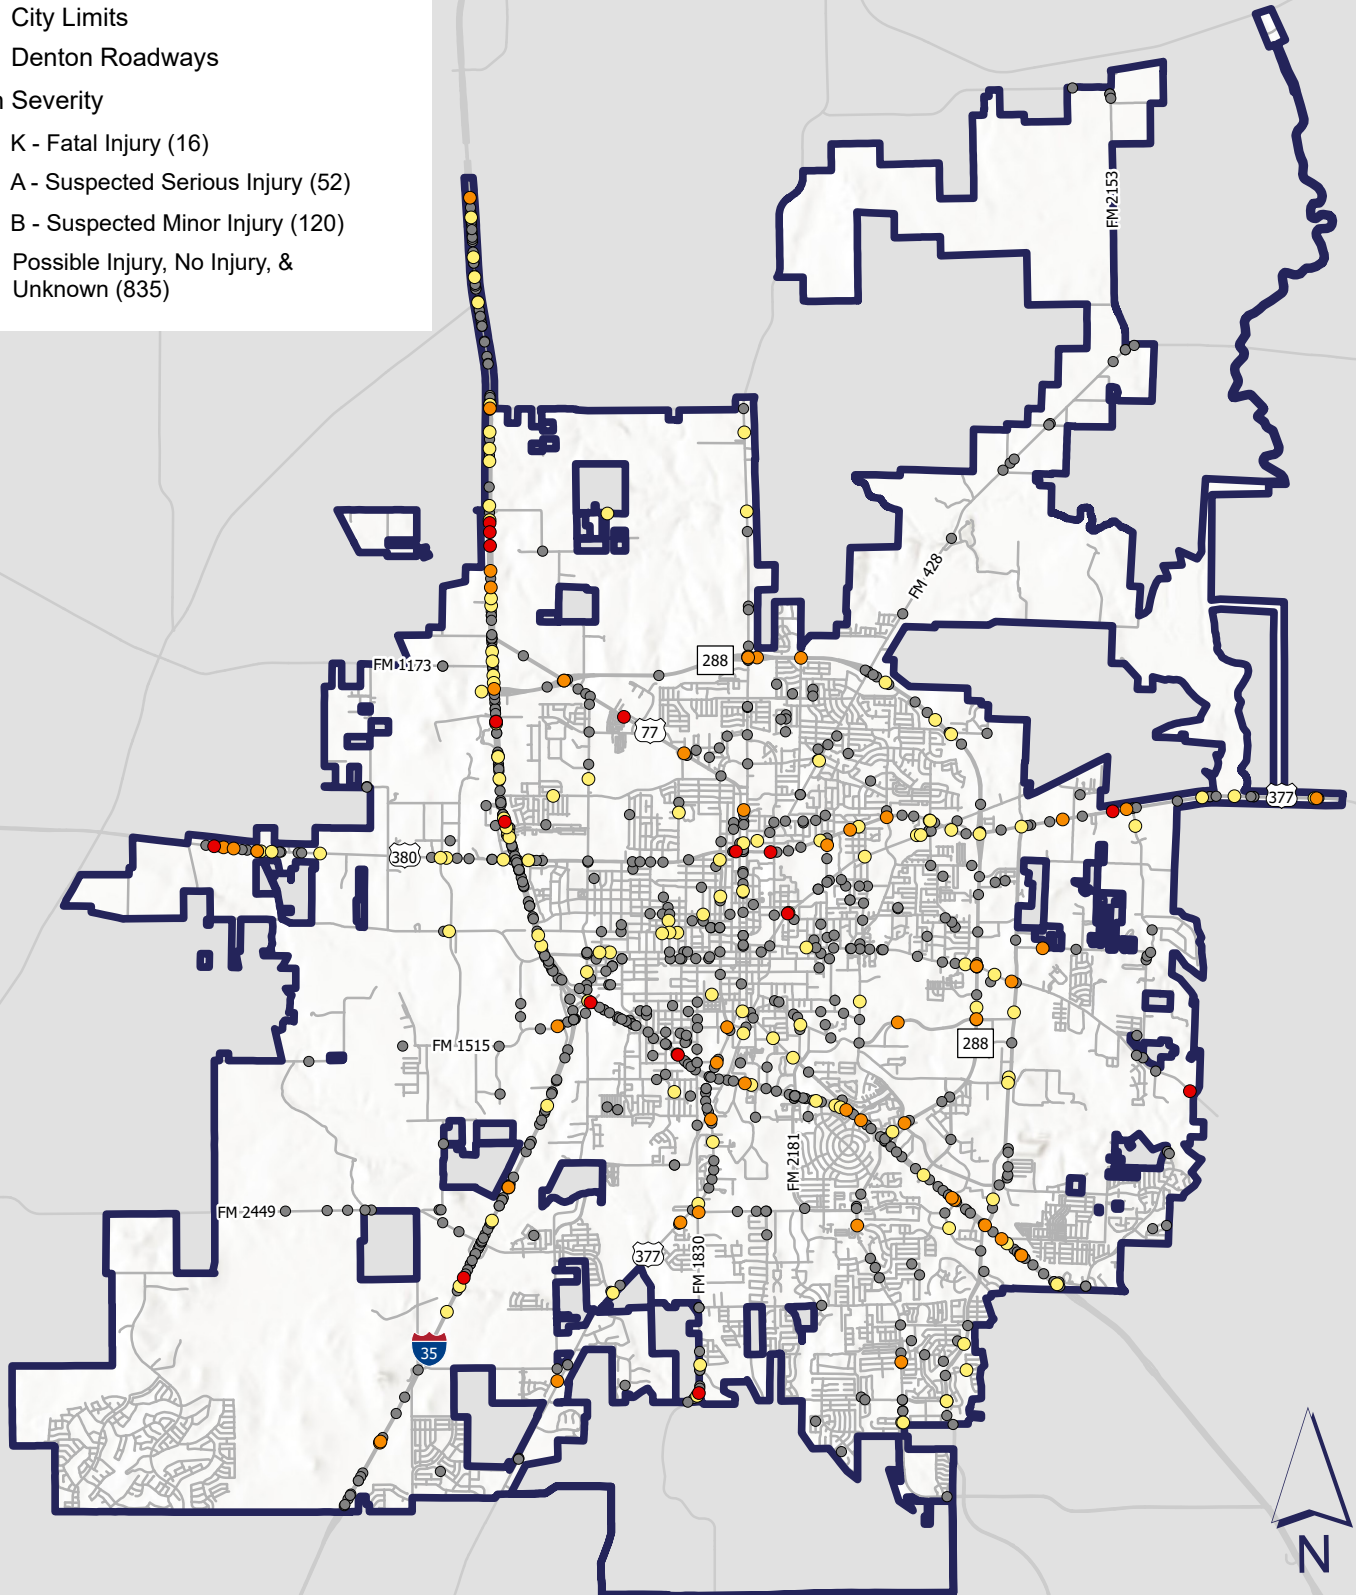 City Limits
Denton Roadways
Severity
K - Fatal Injury (16)
A - Suspected Serious Injury (52)
B - Suspected Minor Injury (120)
Possible Injury, No Injury, &
Unknown (835)
FM 2153
FM 428
FM 1173
288
77
377
380
FM 1515
288
FM 2181
FM 2449
377
FM 1830
35
N